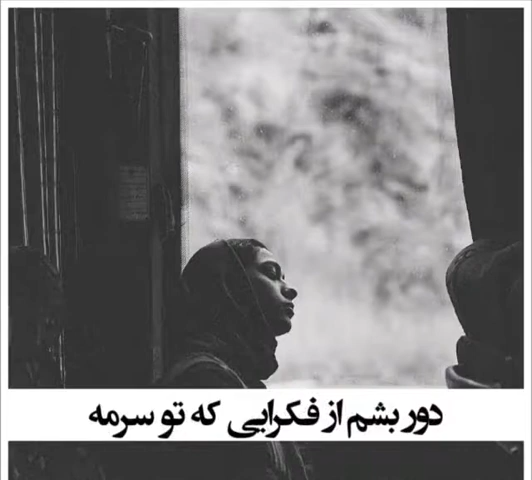 دور بشم از فکرایی که تو سرمه